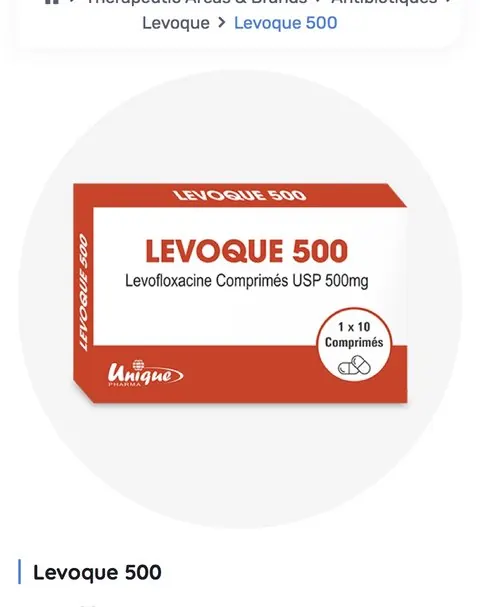 Therapeutic Areas & Brands > Antibiotiques >
Levoque > Levoque 500
LEVOQUE 500
LEVOQUE 500
LEVOQUE 500
Levofloxacine Comprimés USP 500mg
1 x 10
Comprimés
Unique
PHARMA
Levoque 500